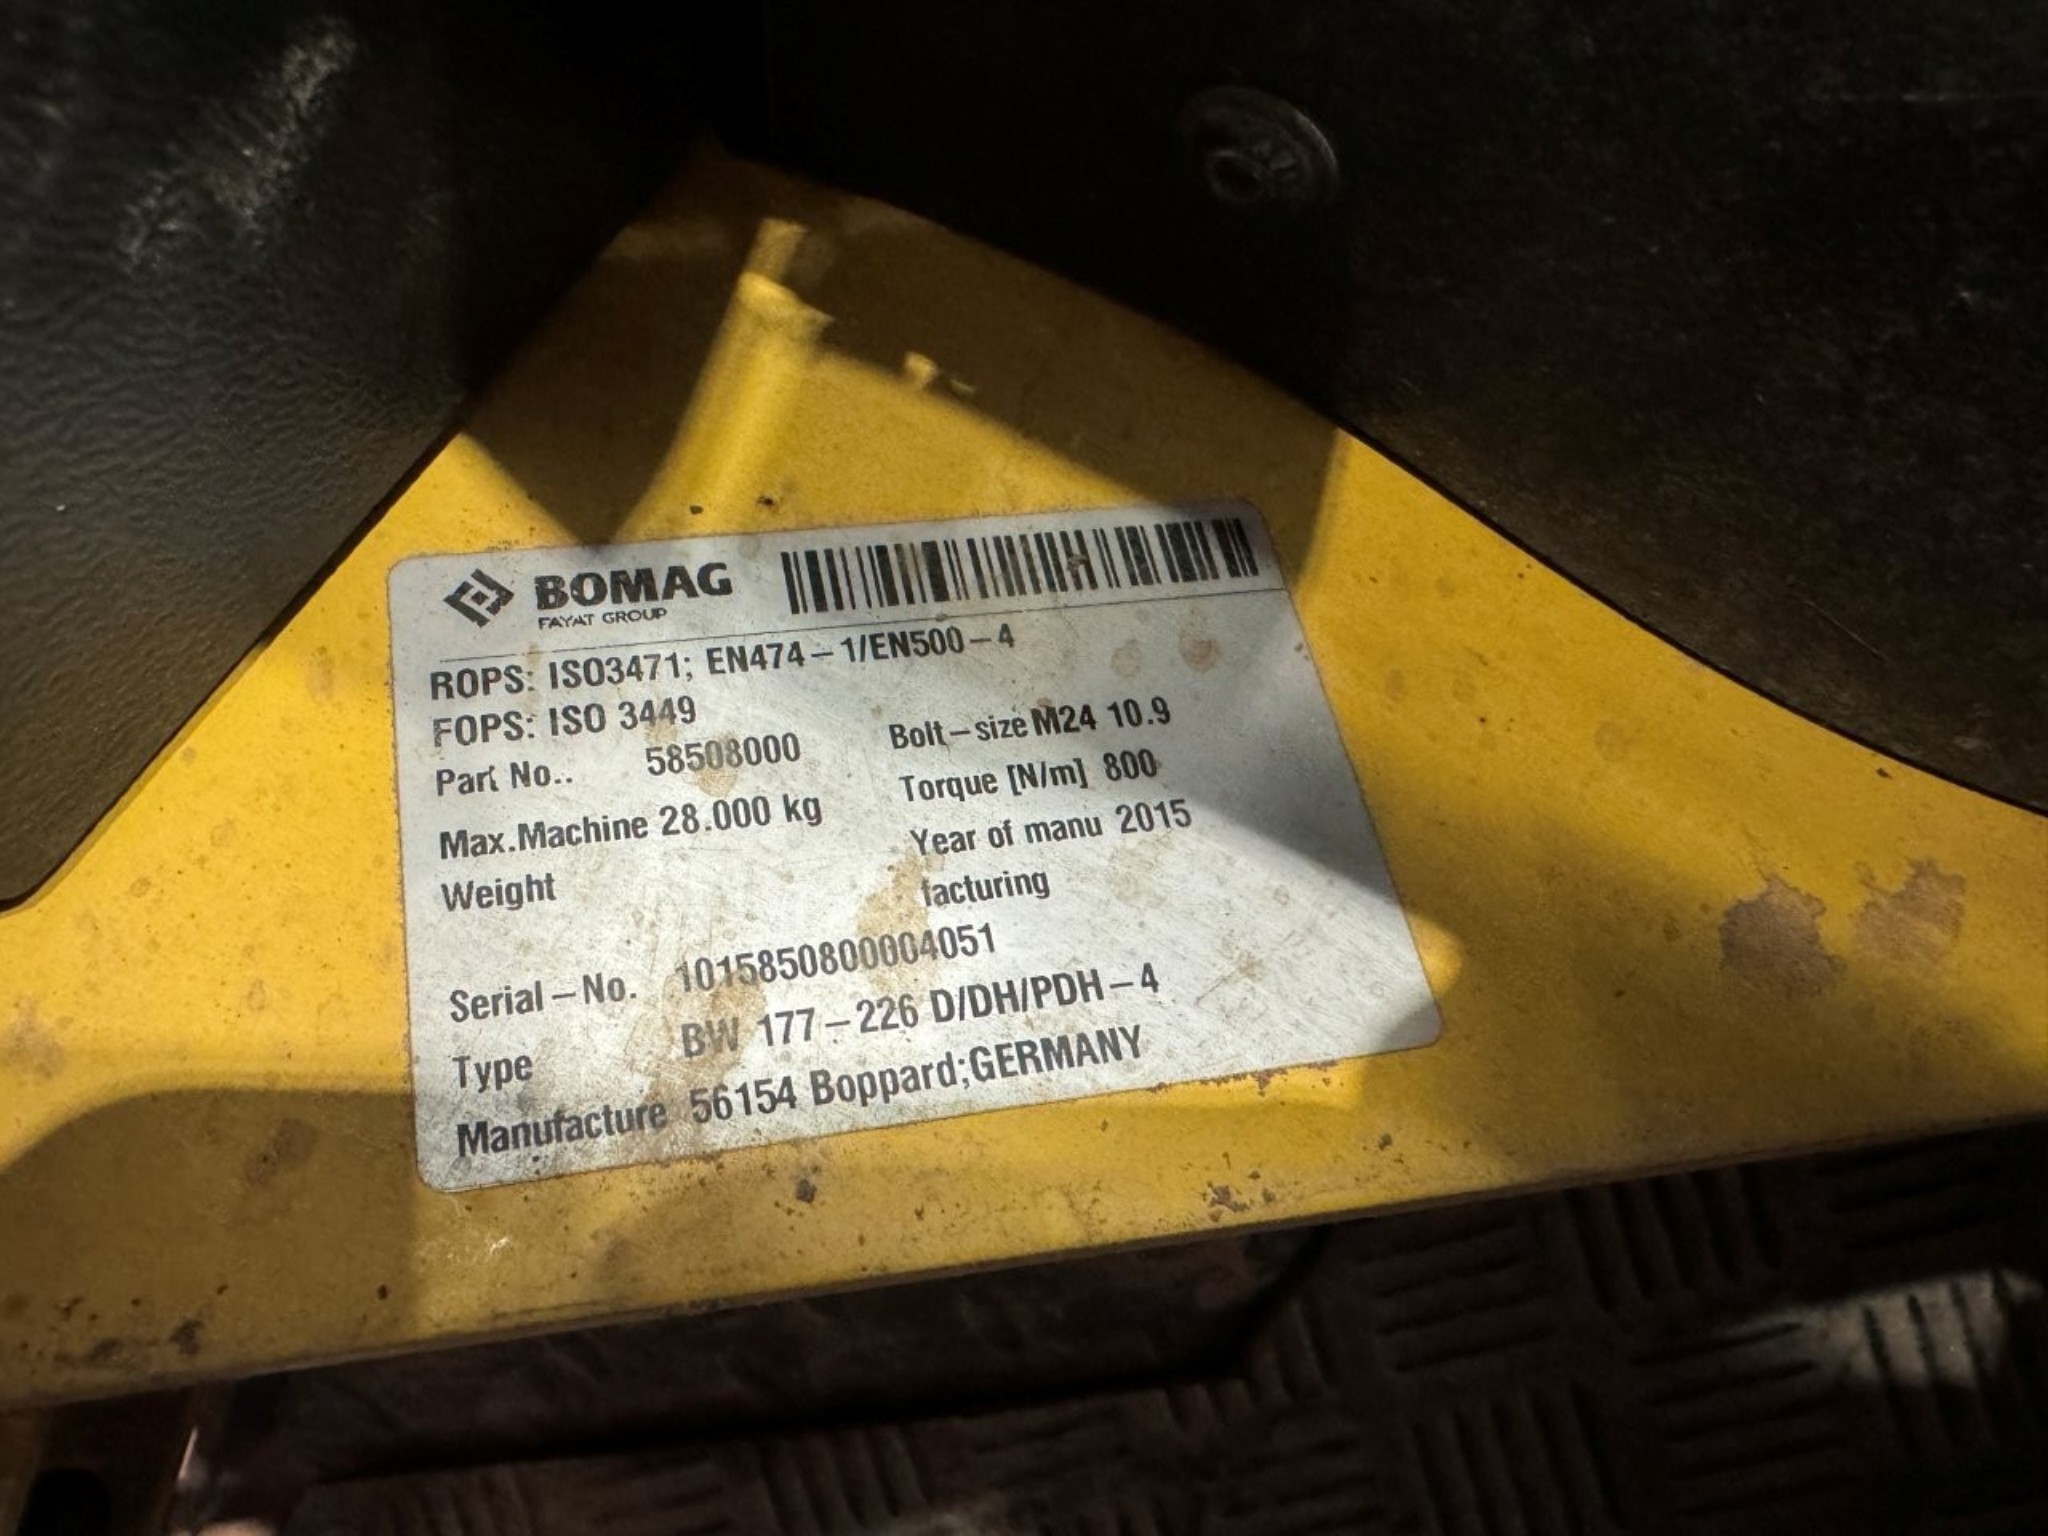 BOMAG
FAYAT GROUP
ROPS: ISO3471; EN474-1/EN500-4
FOPS: ISO 3449
Part No.. 58508000
Bolt-size M24 10.9
Max.Machine 28.000 kg
Weight
Torque [N/m] 800
Year of manu 2015
facturing
Serial-No. 1015850800004051
Type BW 177-226 D/DH/PDH-4
Manufacture 56154 Boppard;GERMANY